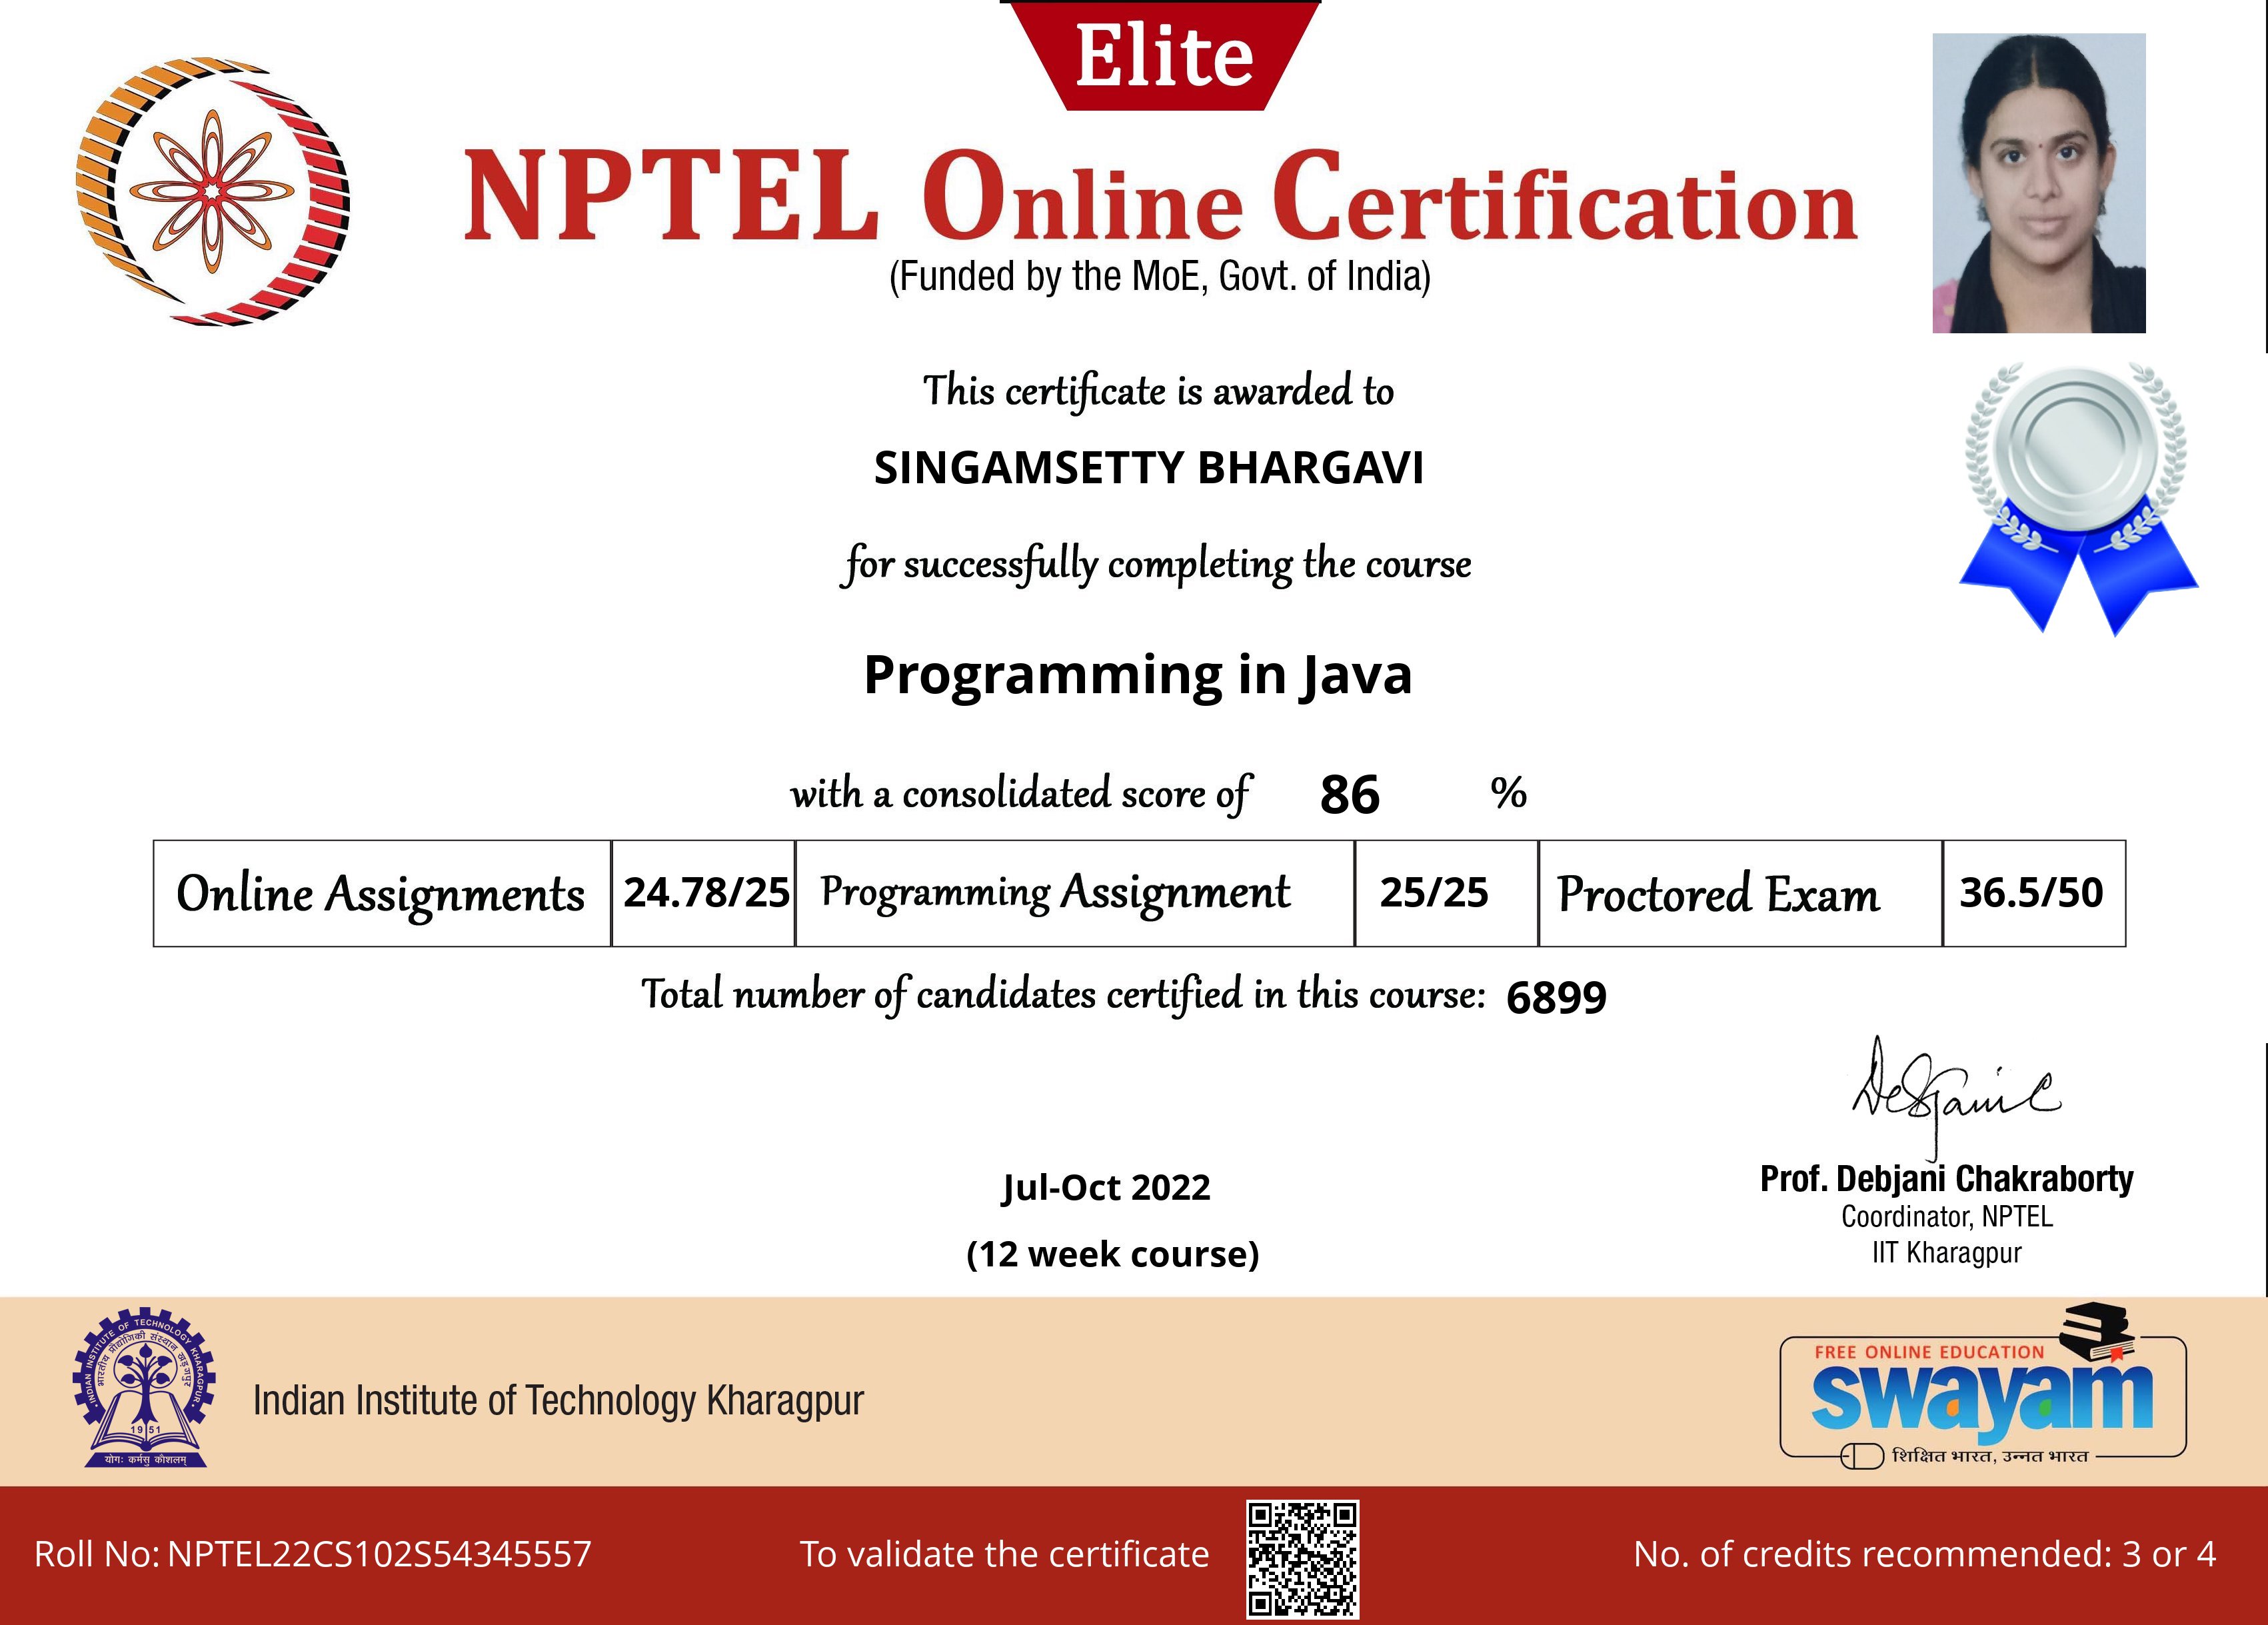 Elite
NPTEL Online Certification
(Funded by the MoE, Govt. of India)
This certificate is awarded to
SINGAMSETTY BHARGAVI
for successfully completing the course
Programming in Java
with a consolidated score of 86 %
Online Assignments 24.78/25 Programming Assignment 25/25 Proctored Exam 36.5/50
Total number of candidates certified in this course: 6899
Jul-Oct 2022
(12 week course)
Prof. Debjani Chakraborty
Coordinator, NPTEL
IIT Kharagpur
INDIAN INSTITUTE OF TECHNOLOGY KHARAGPUR
भारतीय प्रौद्योगिकी संस्थान खड़गपुर
1951
योगः कर्मसु कौशलम्
Indian Institute of Technology Kharagpur
FREE ONLINE EDUCATION
swayam
शिक्षित भारत, उन्नत भारत
Roll No: NPTEL22CS102S54345557
To validate the certificate
No. of credits recommended: 3 or 4